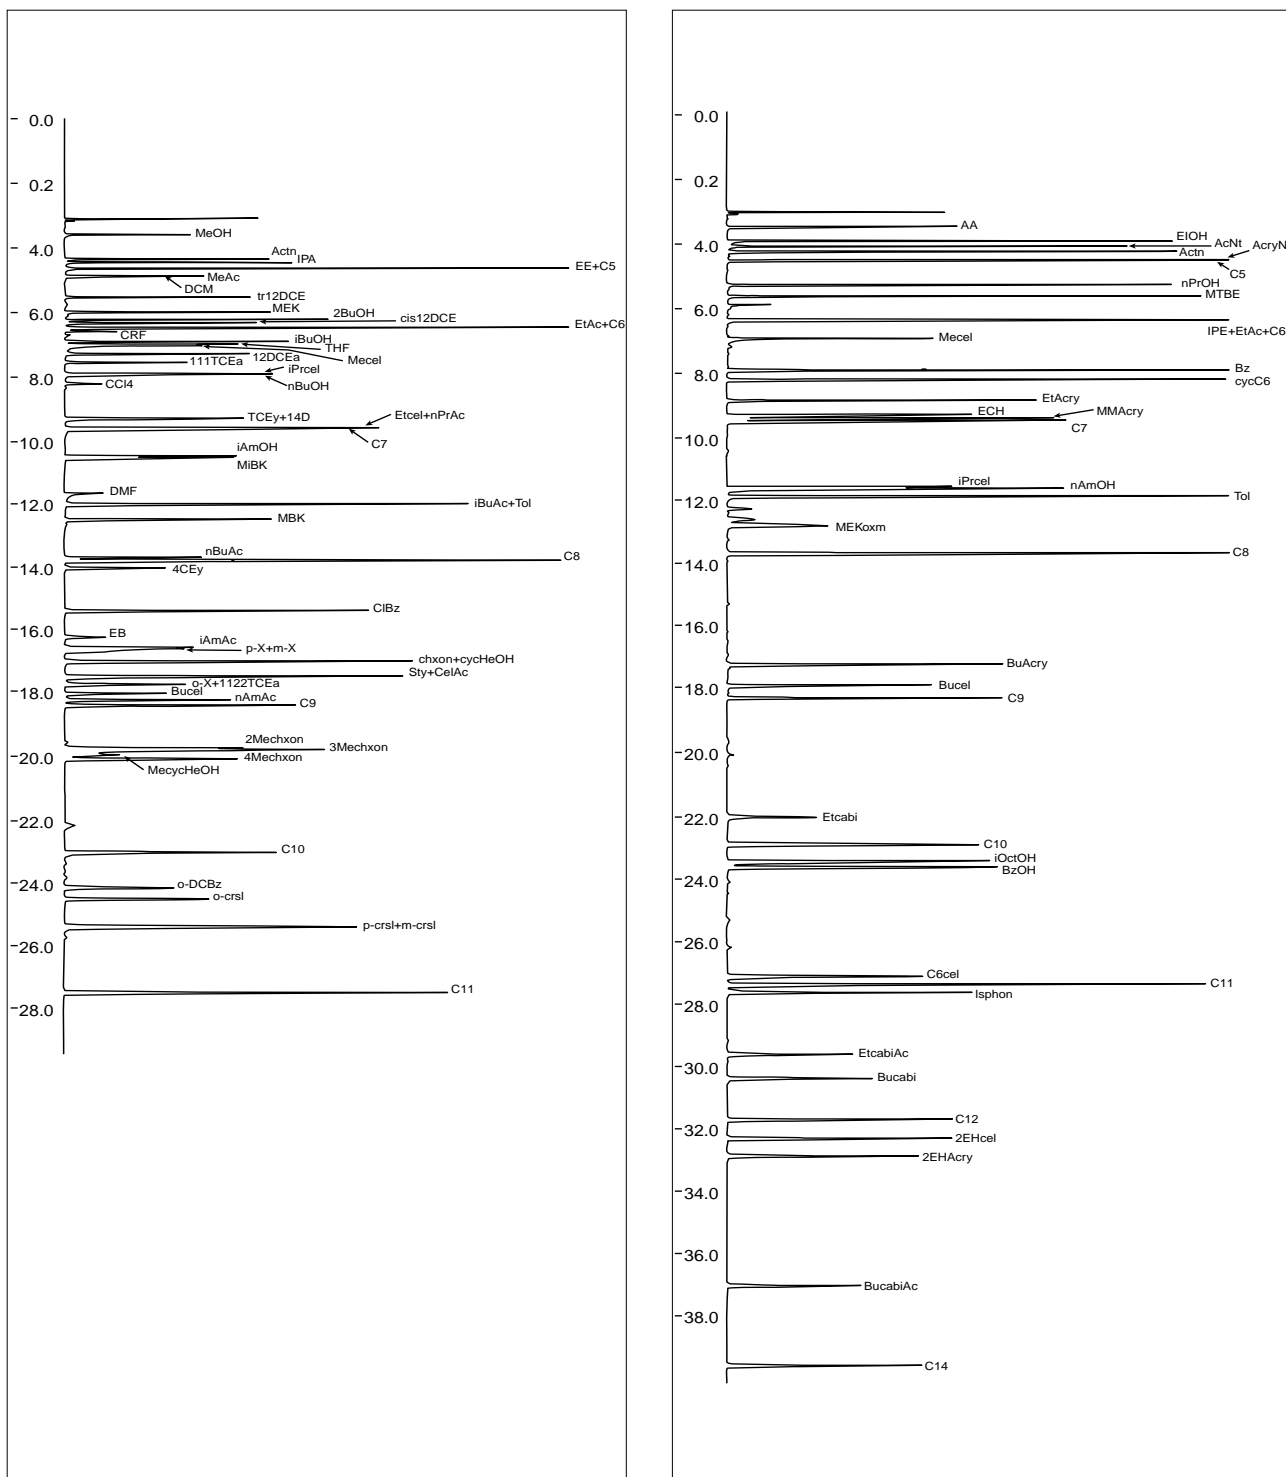 0.0
0.2
MeOH
4.0
Actn
IPA
EE+C5
MeAc
DCM
tr12DCE
MEK
6.0
2BuOH
cis12DCE
EtAc+C6
CRF
iBuOH
THF
Mecel
12DCEa
111TCEa
iPrcel
8.0
CCl4
nBuOH
TCEy+14D
Etcel+nPrAc
10.0
C7
iAmOH
MiBK
DMF
12.0
iBuAc+Tol
MBK
nBuAc
C8
14.0
4CEy
ClBz
16.0
EB
iAmAc
p-X+m-X
chxon+cycHeOH
Sty+CelAc
o-X+1122TCEa
18.0
Bucel
nAmAc
C9
2Mechxon
3Mechxon
20.0
4Mechxon
MecycHeOH
22.0
C10
24.0
o-DCBz
o-crsl
p-crsl+m-crsl
26.0
C11
28.0
0.0
0.2
AA
EIOH
4.0
AcNt
AcryN
Actn
C5
nPrOH
MTBE
6.0
IPE+EtAc+C6
Mecel
8.0
Bz
cycC6
EtAcry
ECH
MMAcry
C7
10.0
iPrcel
nAmOH
12.0
Tol
MEKoxm
C8
14.0
16.0
BuAcry
Bucel
18.0
C9
20.0
22.0
Etcabi
C10
iOctOH
BzOH
24.0
26.0
C6cel
C11
Isphon
28.0
EtcabiAc
30.0
Bucabi
C12
32.0
2EHcel
2EHAcry
34.0
36.0
BucabiAc
38.0
C14